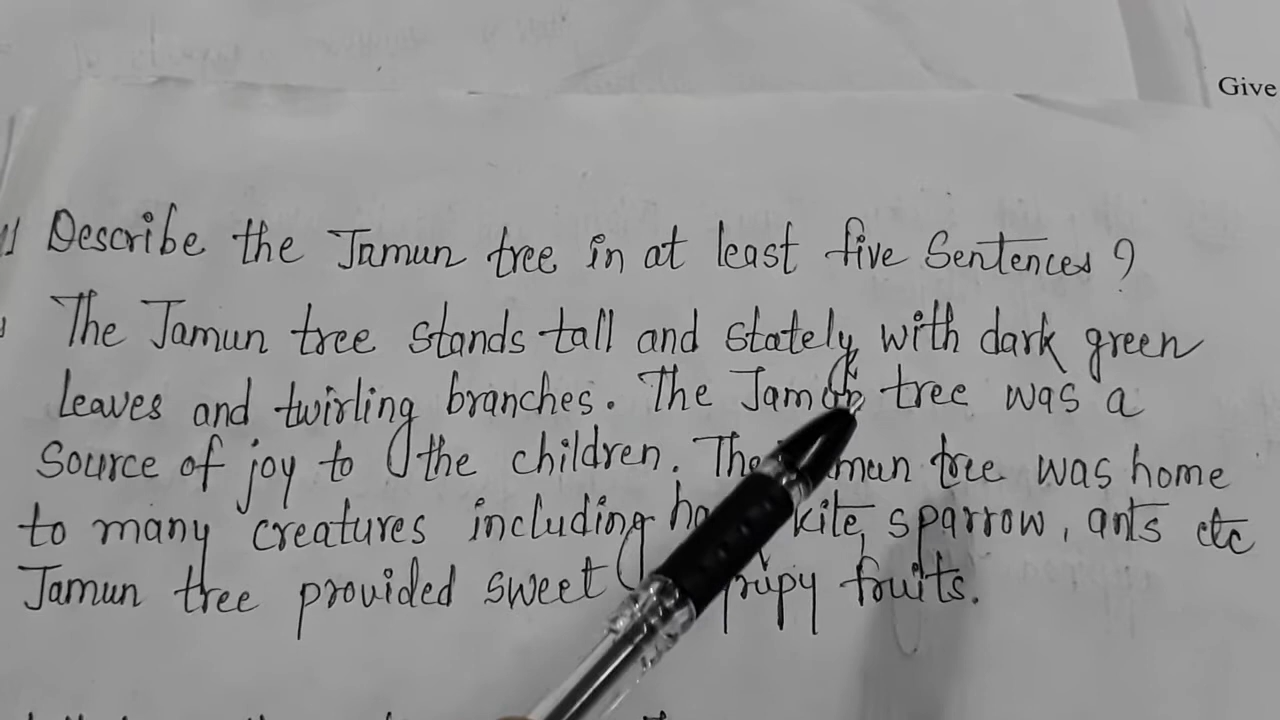 Give
Describe the Jamun tree in at least five Sentences ?
The Jamun tree stands tall and stately with dark green
leaves and twirling branches. The Jamun tree was a
Source of joy to the children. The Jamun tree was home
to many creatures including kite, sparrow, ants etc
Jamun tree provided sweet fruits.